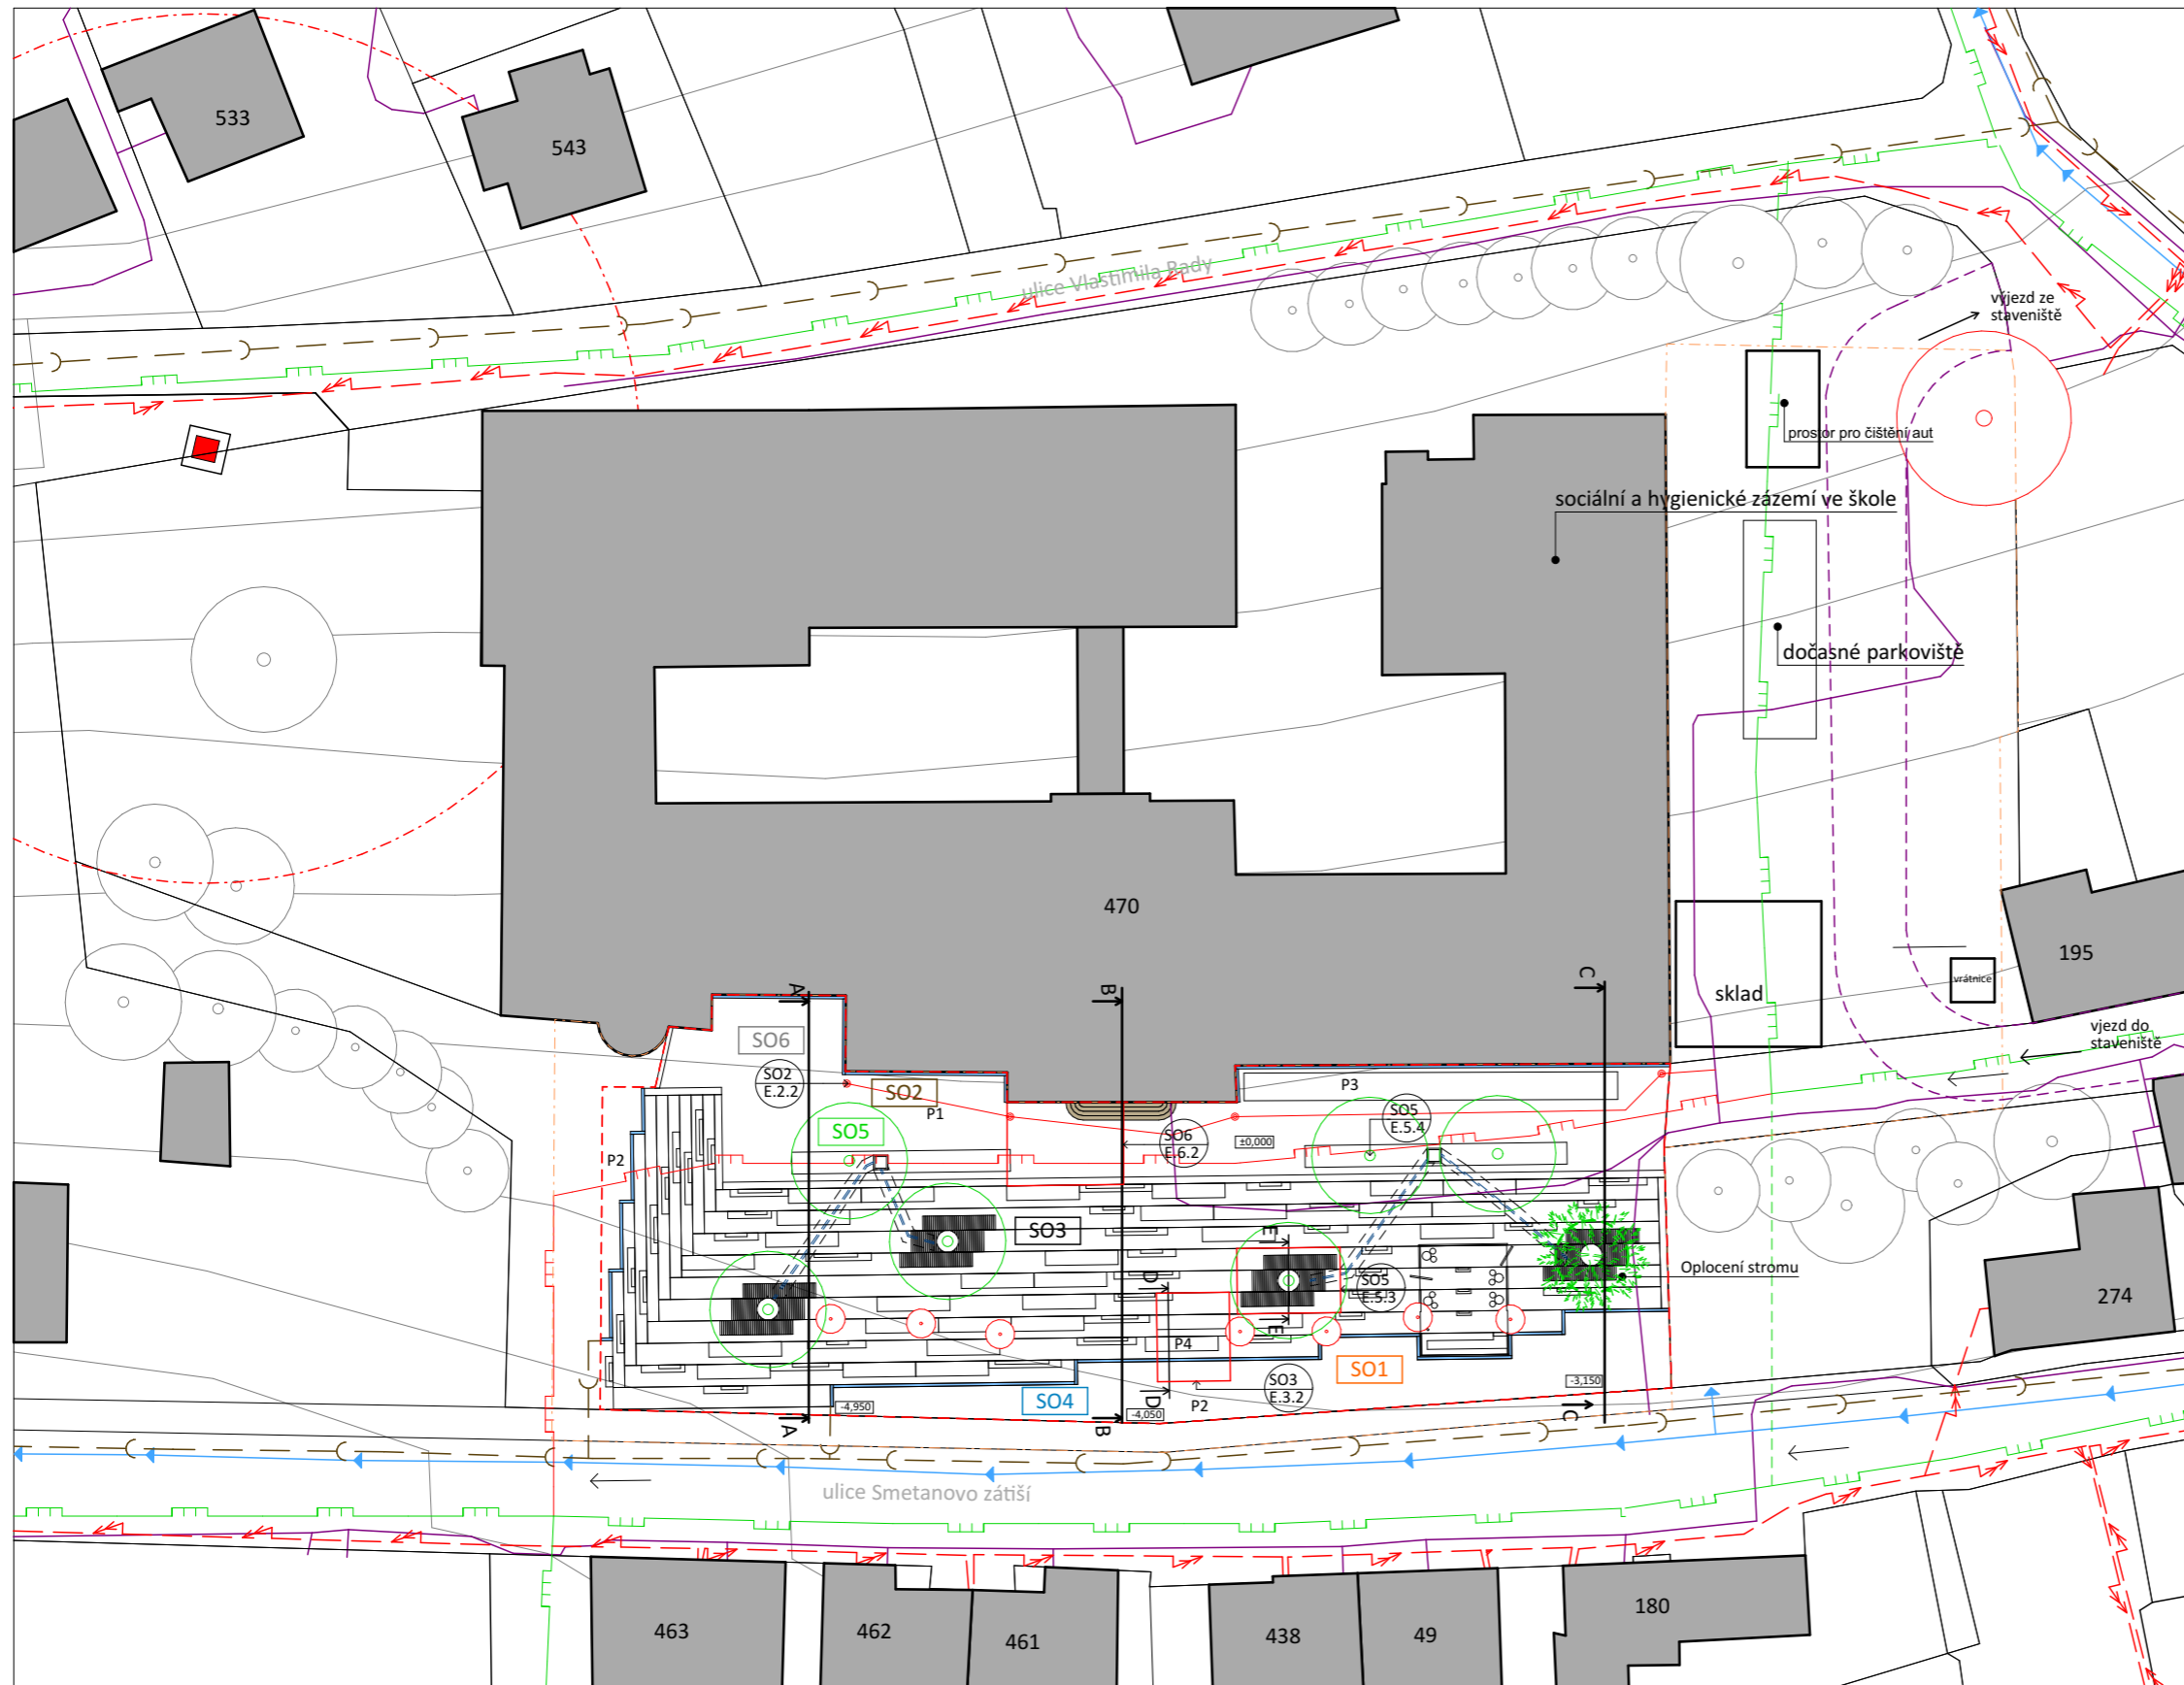 533
543
ulice Vlastimila Rady
výjezd ze
staveniště
prostor pro čištění aut
sociální a hygienické zázemí ve škole
dočasné parkoviště
470
195
sklad
vrátnice
vjezd do
staveniště
A
B
C
SO6
SO2
E.2.2
SO2
P1
P3
SO5
SO5
E.5.4
SO6
E.6.2
±0,000
P2
SO3
E
D
Oplocení stromu
SO5
E.5.3
274
E
P4
SO1
SO3
E.3.2
-3,150
SO4
D
P2
-4,950
-4,050
A
B
C
ulice Smetanovo zátiší
463
462
461
438
49
180